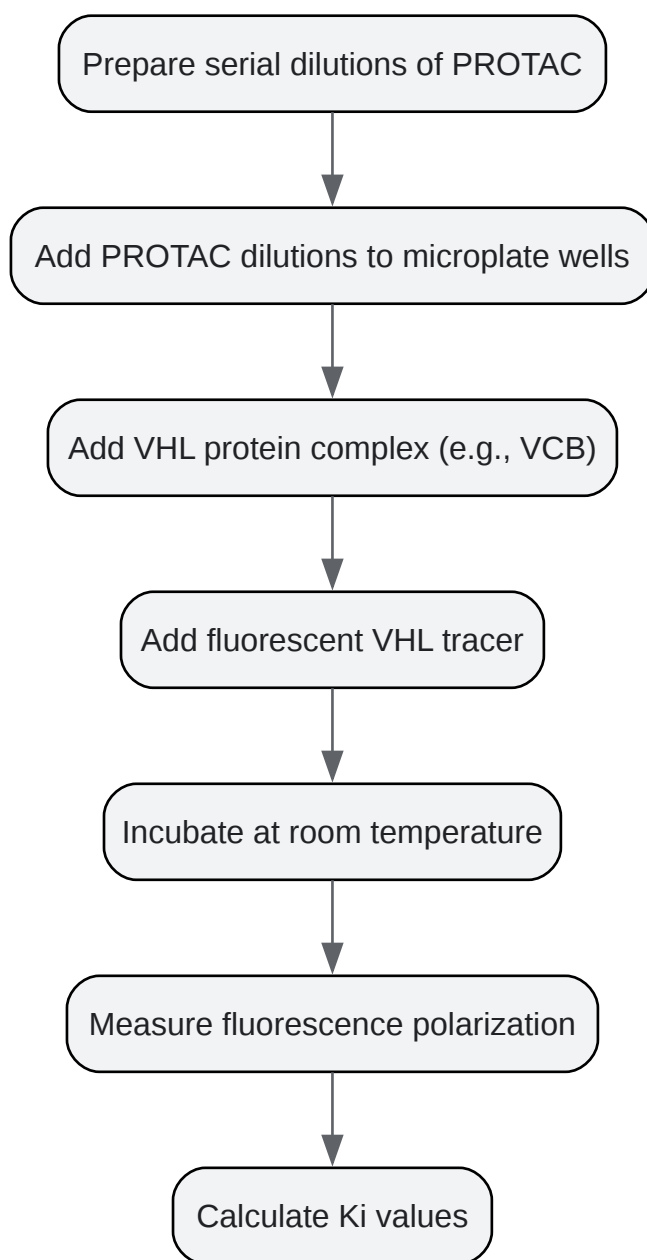 Prepare serial dilutions of PROTAC
Add PROTAC dilutions to microplate wells
Add VHL protein complex (e.g., VCB)
Add fluorescent VHL tracer
Incubate at room temperature
Measure fluorescence polarization
Calculate Ki values